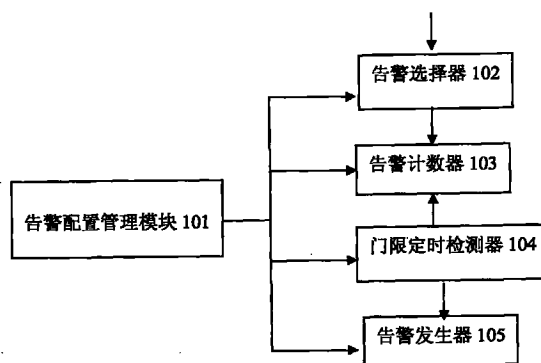 告警选择器 102
告警计数器 103
告警配置管理模块 101
门限定时检测器 104
告警发生器 105